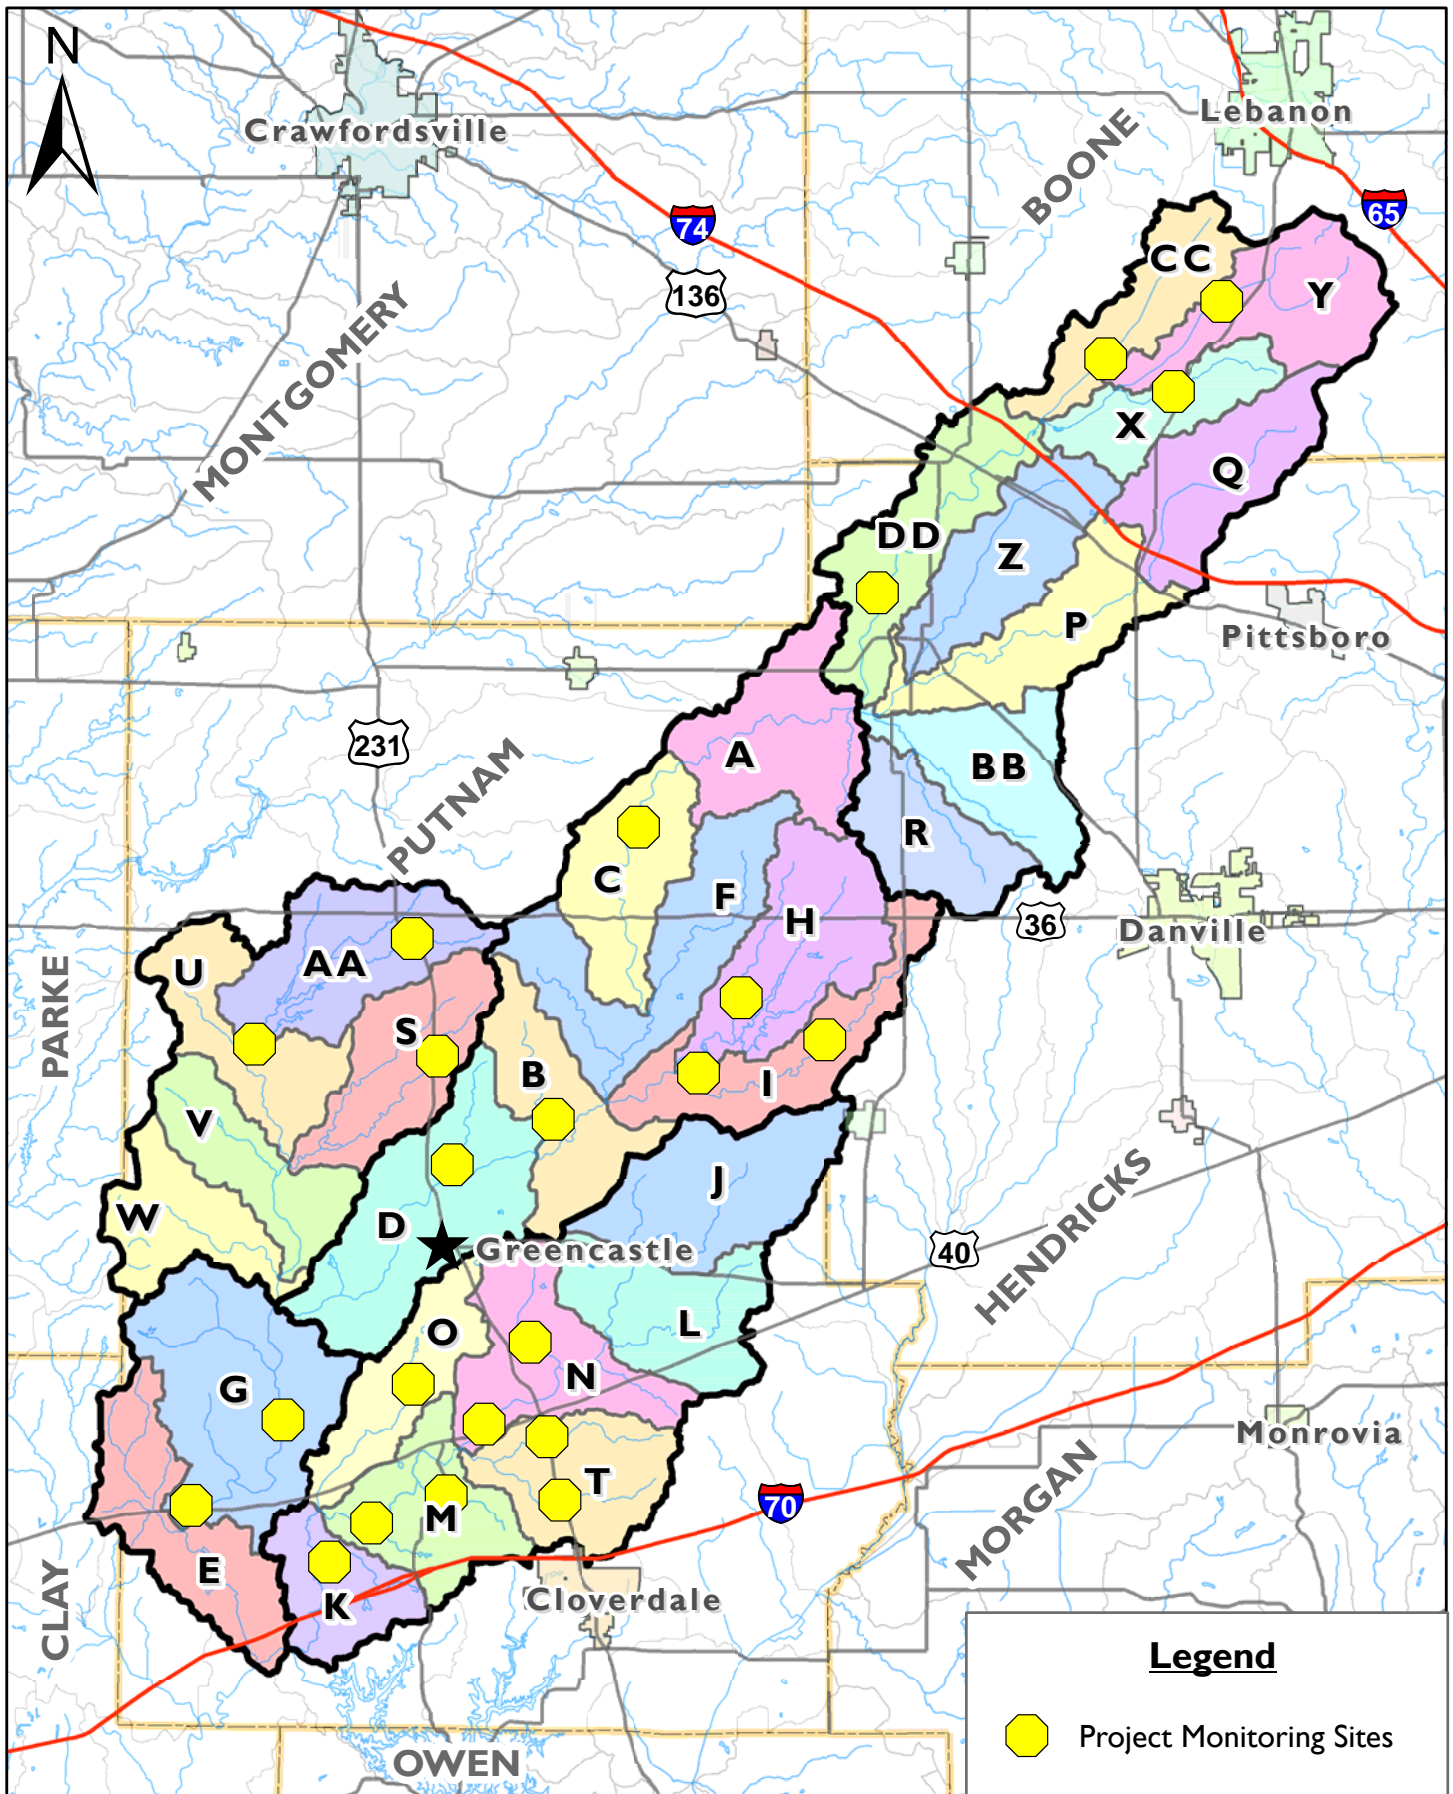 N
Crawfordsville
Lebanon
BOONE
65
74
CC
136
Y
MONTGOMERY
X
Q
DD
Z
P
Pittsboro
231
A
PUTNAM
BB
R
C
F
H
36
Danville
U
AA
PARKE
S
B
I
V
J
W
D
Greencastle
40
HENDRICKS
O
L
N
G
Monrovia
T
70
M
MORGAN
E
CLAY
K
Cloverdale
Legend
Project Monitoring Sites
OWEN